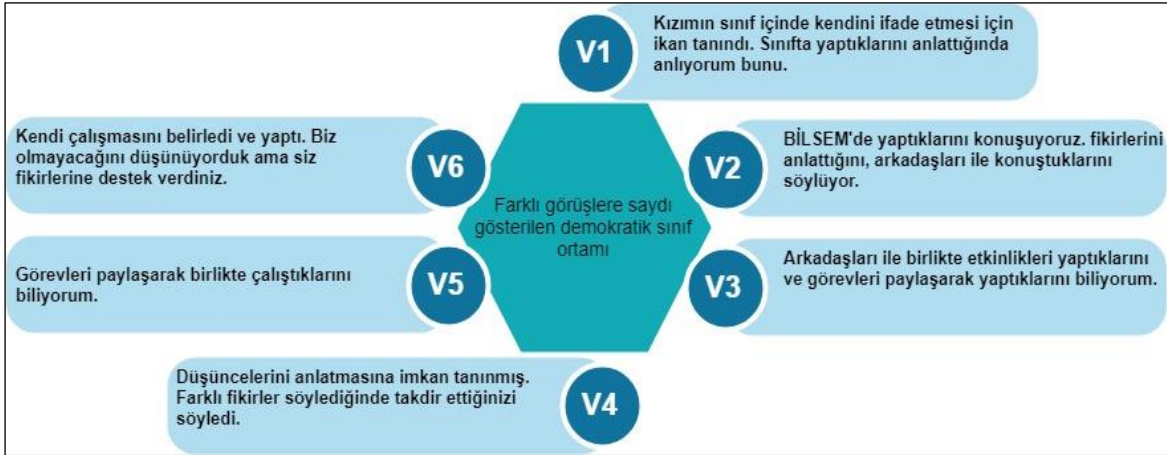 V1
Kızımın sınıf içinde kendini ifade etmesi için
ikan tanındı. Sınıfta yaptıklarını anlattığında
anlıyorum bunu.
V2
BİLSEM'de yaptıklarını konuşuyoruz. fikirlerini
anlattığını, arkadaşları ile konuştuklarını
söylüyor.
V3
Arkadaşları ile birlikte etkinlikleri yaptıklarını
ve görevleri paylaşarak yaptıklarını biliyorum.
V4
Düşüncelerini anlatmasına imkan tanınmış.
Farklı fikirler söylediğinde takdir ettiğinizi
söyledi.
V5
Görevleri paylaşarak birlikte çalıştıklarını
biliyorum.
V6
Kendi çalışmasını belirledi ve yaptı. Biz
olmayacağını düşünüyorduk ama siz
fikirlerine destek verdiniz.
Farklı görüşlere saydı
gösterilen demokratik sınıf
ortamı